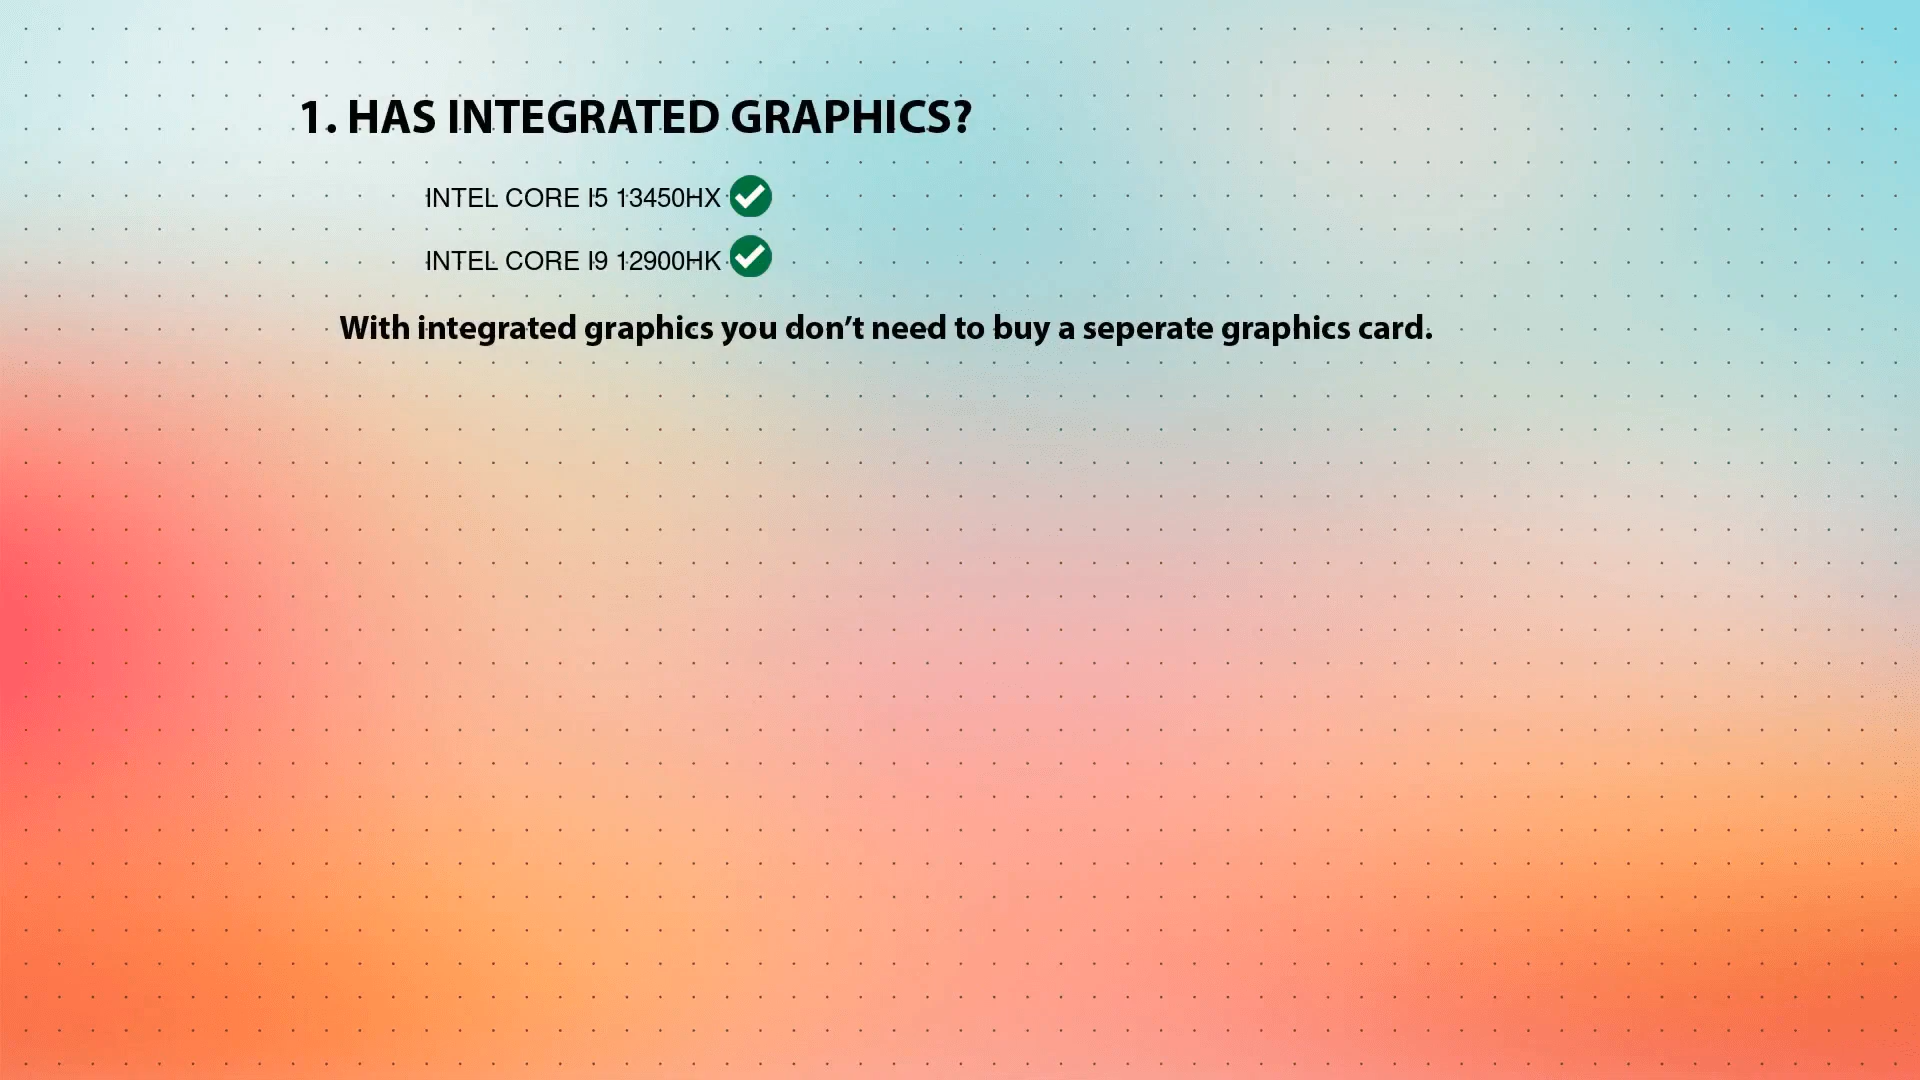 1. HAS INTEGRATED GRAPHICS?
INTEL CORE I5 13450HX
INTEL CORE I9 12900HK
With integrated graphics you don’t need to buy a seperate graphics card.